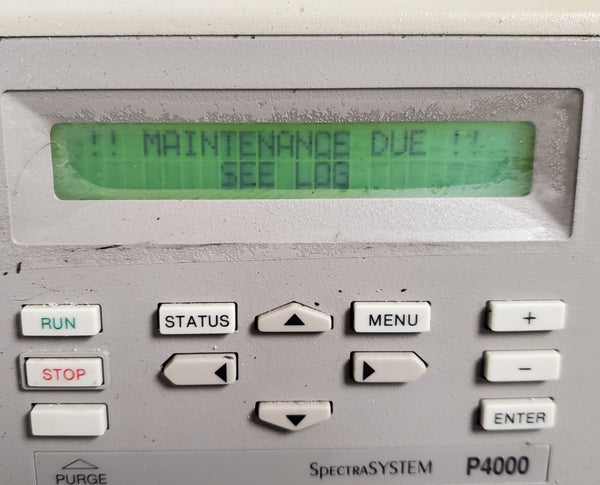 !! MAINTENANCE DUE !!
SEE LOG
RUN
STATUS
MENU
+
STOP
-
ENTER
PURGE
SPECTRASYSTEM P4000